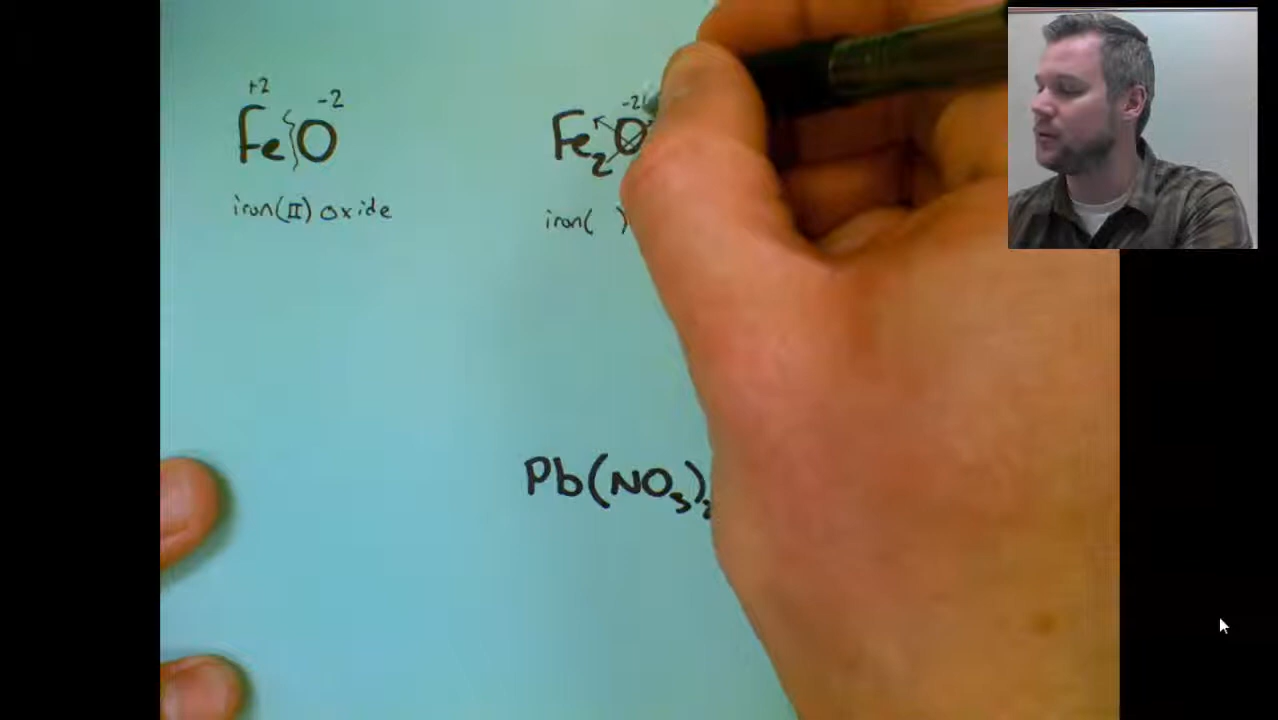 +2 -2
FeO
iron(II) oxide
-2
Fe2O
iron( )
Pb(NO3)2